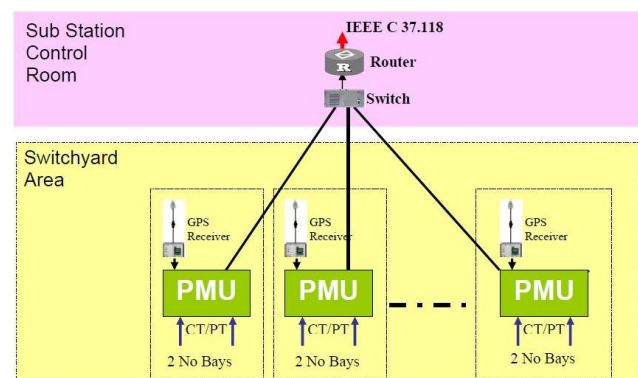 Sub Station
Control
Room
IEEE C 37.118
R
Router
Switch
Switchyard
Area
GPS
Receiver
GPS
Receiver
GPS
Receiver
PMU
PMU
PMU
CT/PT
CT/PT
CT/PT
2 No Bays
2 No Bays
2 No Bays